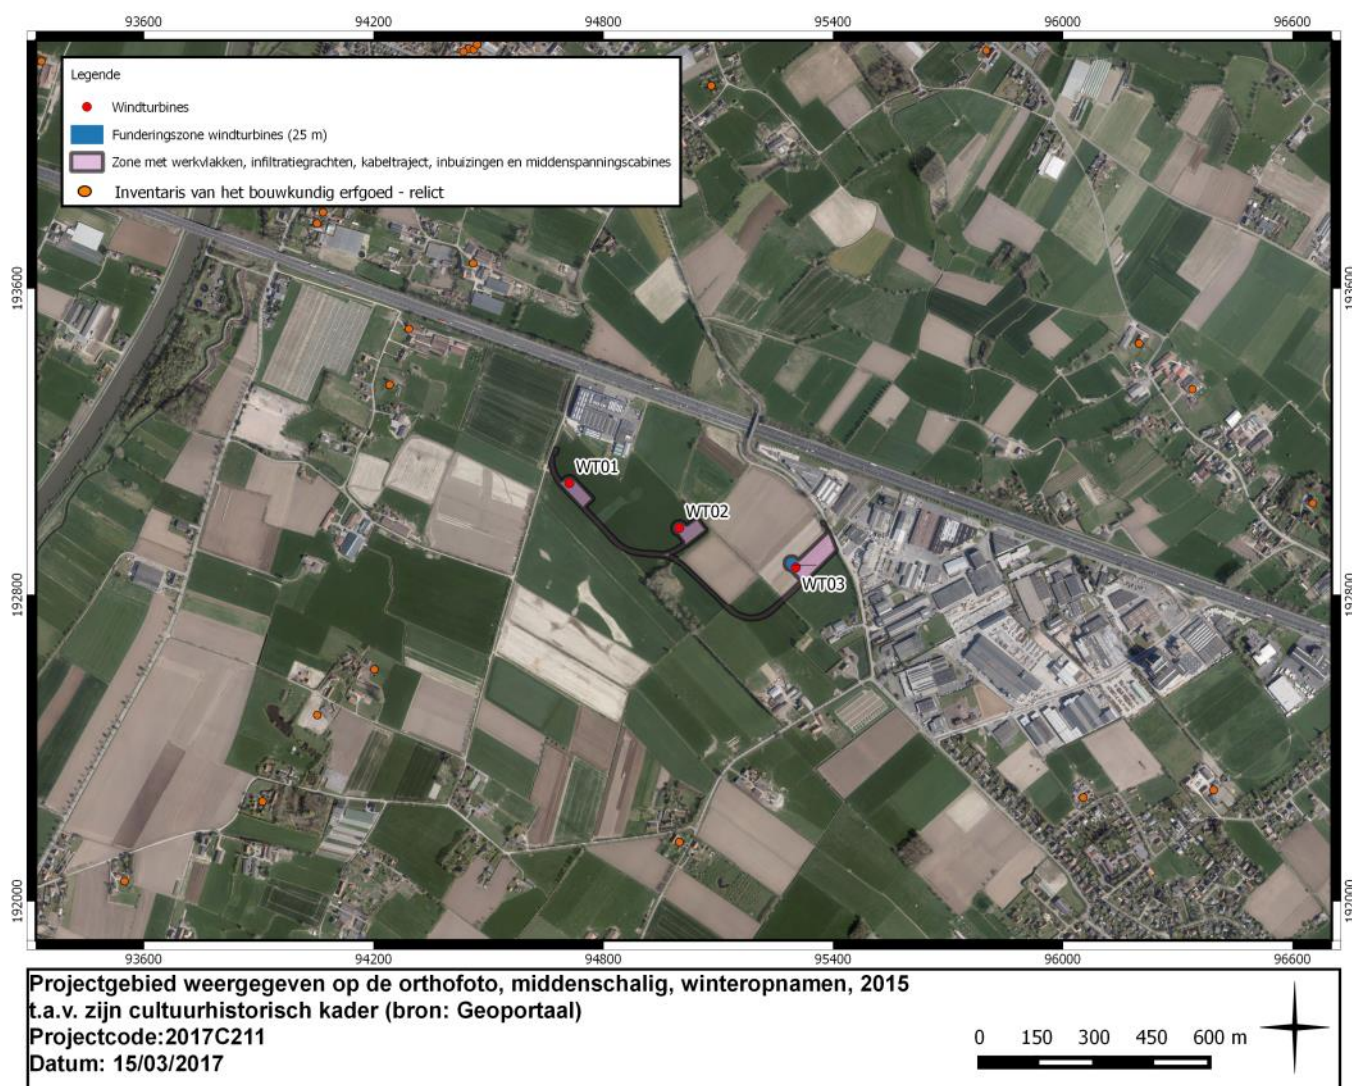 93600 94200 94800 95400 96000 96600
Legende
Windturbines
Funderingszone windturbines (25 m)
Zone met werkvlakken, infiltratiegrachten, kabeltraject, inbuizingen en middenspanningscabines
Inventaris van het bouwkundig erfgoed - relict
193600 193600
WT01
WT02
WT03
192800 192800
192000 192000
93600 94200 94800 95400 96000 96600
Projectgebied weergegeven op de orthofoto, middenschalig, winteropnamen, 2015
t.a.v. zijn cultuurhistorisch kader (bron: Geoportaal)
Projectcode:2017C211
Datum: 15/03/2017
0 150 300 450 600 m